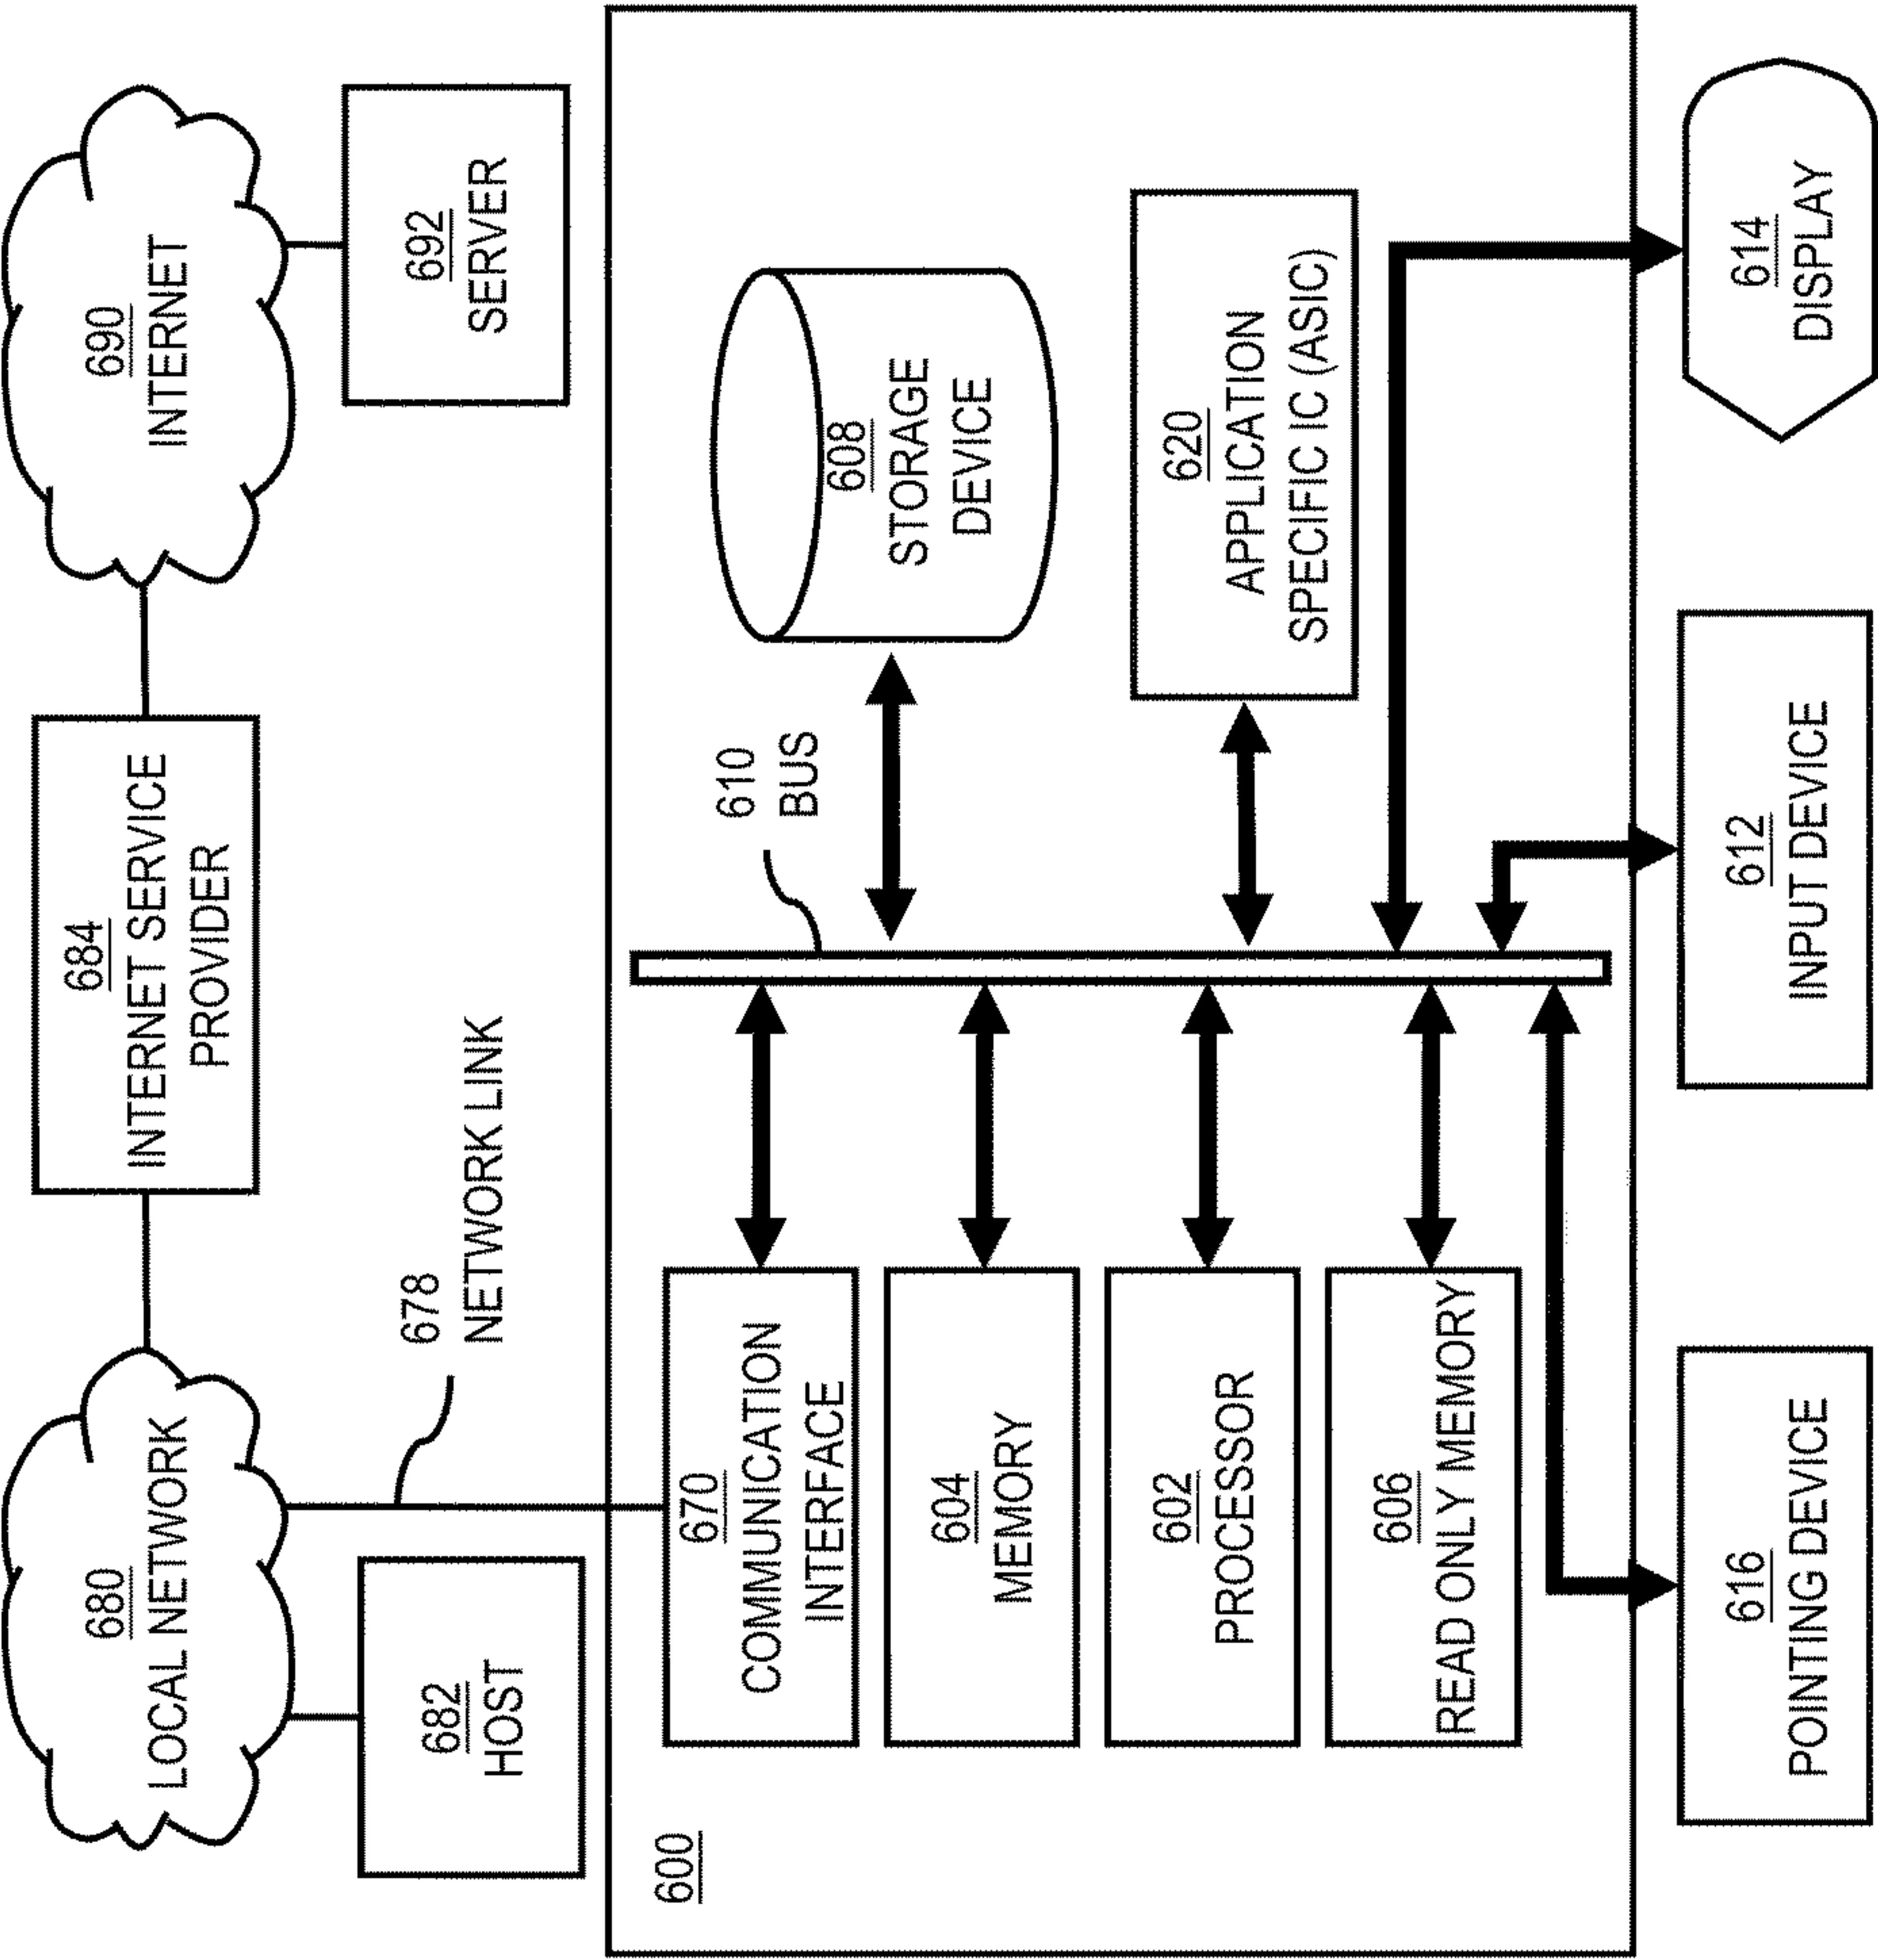 680
LOCAL NETWORK
684
INTERNET SERVICE
PROVIDER
690
INTERNET
682
HOST
678
NETWORK LINK
692
SERVER
600
670
COMMUNICATION
INTERFACE
604
MEMORY
602
PROCESSOR
606
READ ONLY MEMORY
610
BUS
608
STORAGE
DEVICE
620
APPLICATION
SPECIFIC IC (ASIC)
616
POINTING DEVICE
612
INPUT DEVICE
614
DISPLAY